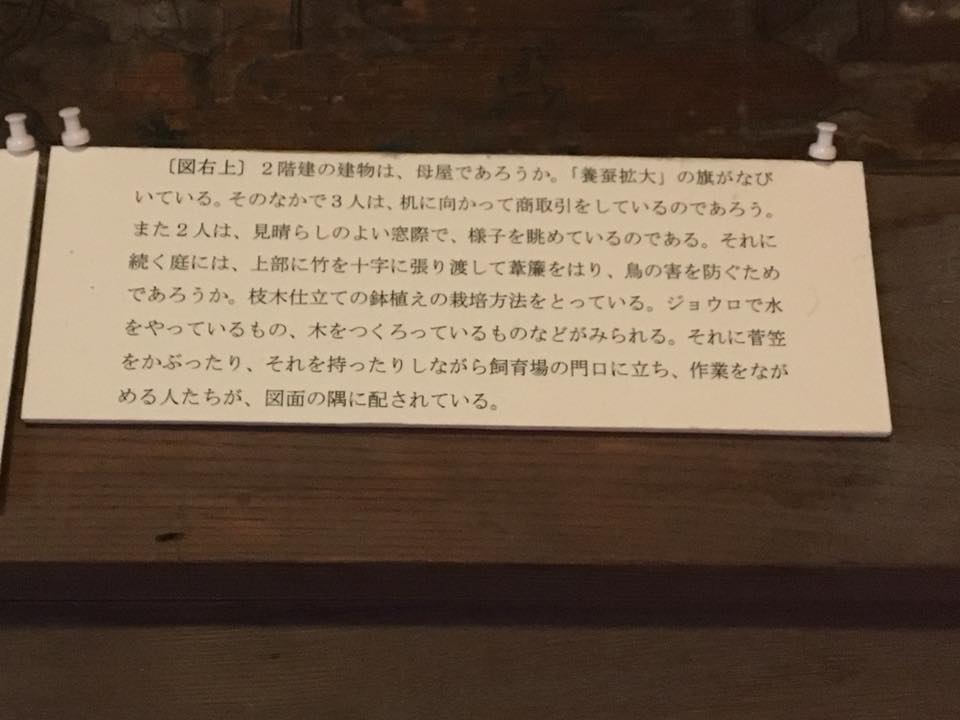 〔図右上〕２階建の建物は、母屋であろうか。「養蚕拡大」の旗がなび
いている。そのなかで３人は、机に向かって商取引をしているのであろう。
また２人は、見晴らしのよい窓際で、様子を眺めているのである。それに
続く庭には、上部に竹を十字に張り渡して葦簾をはり、鳥の害を防ぐため
であろうか。枝木仕立ての鉢植えの栽培方法をとっている。ジョウロで水
をやっているもの、木をつくろっているものなどがみられる。それに菅笠
をかぶったり、それを持ったりしながら飼育場の門口に立ち、作業をなが
める人たちが、図面の隅に配されている。